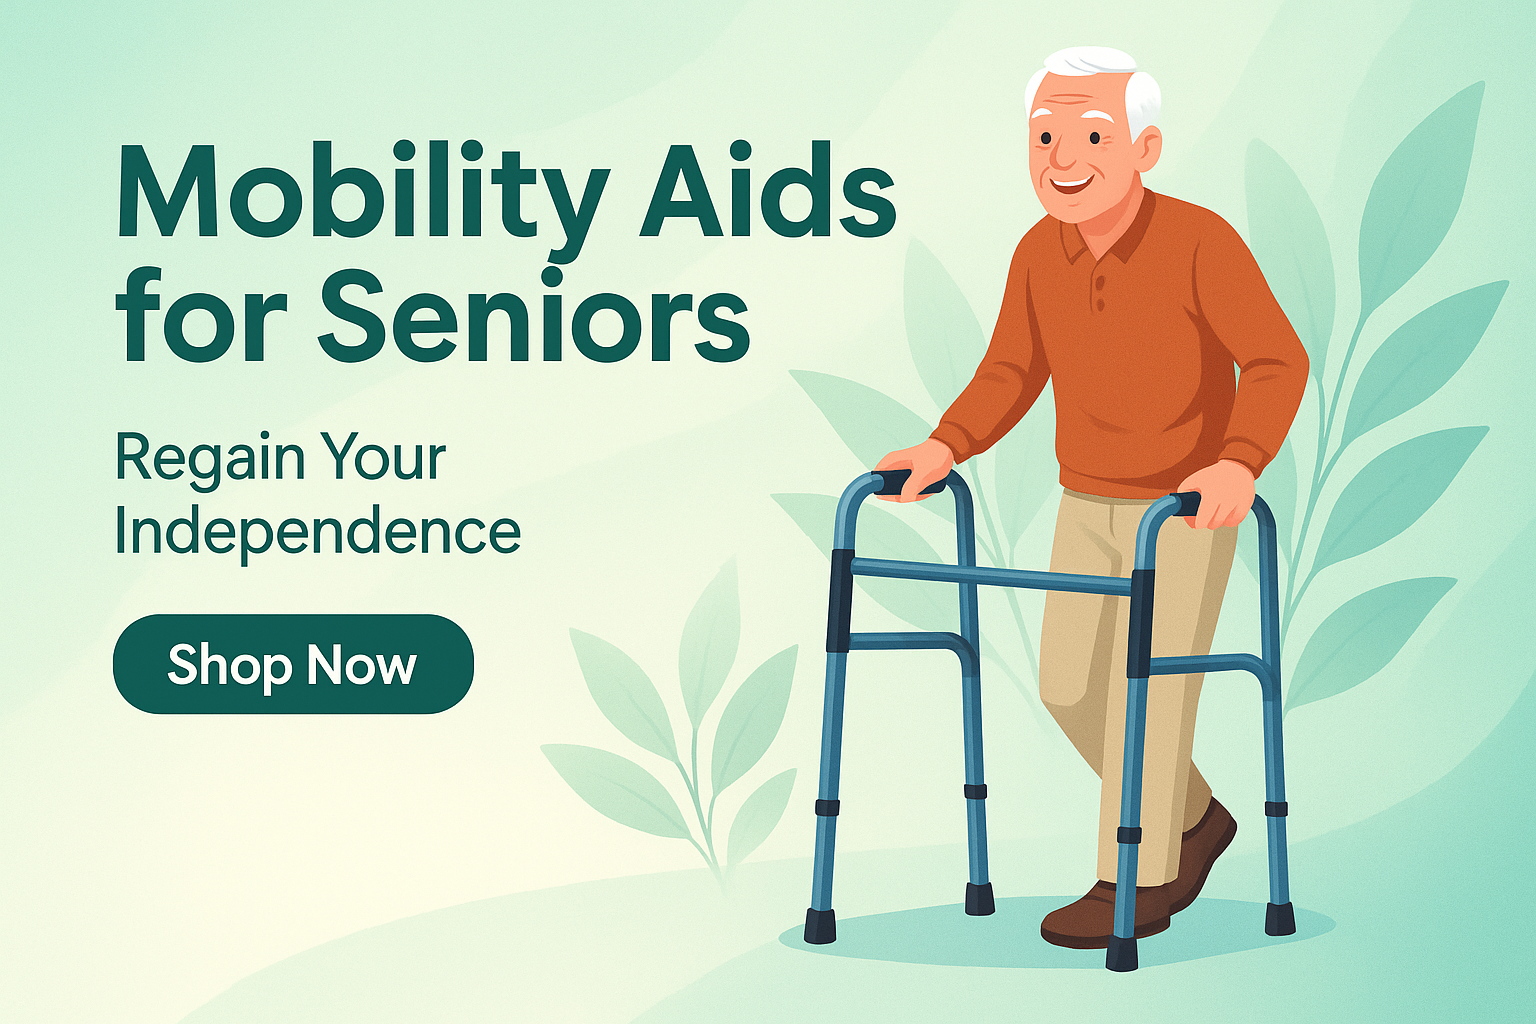 Mobility Aids
for Seniors
Regain Your
Independence
Shop Now